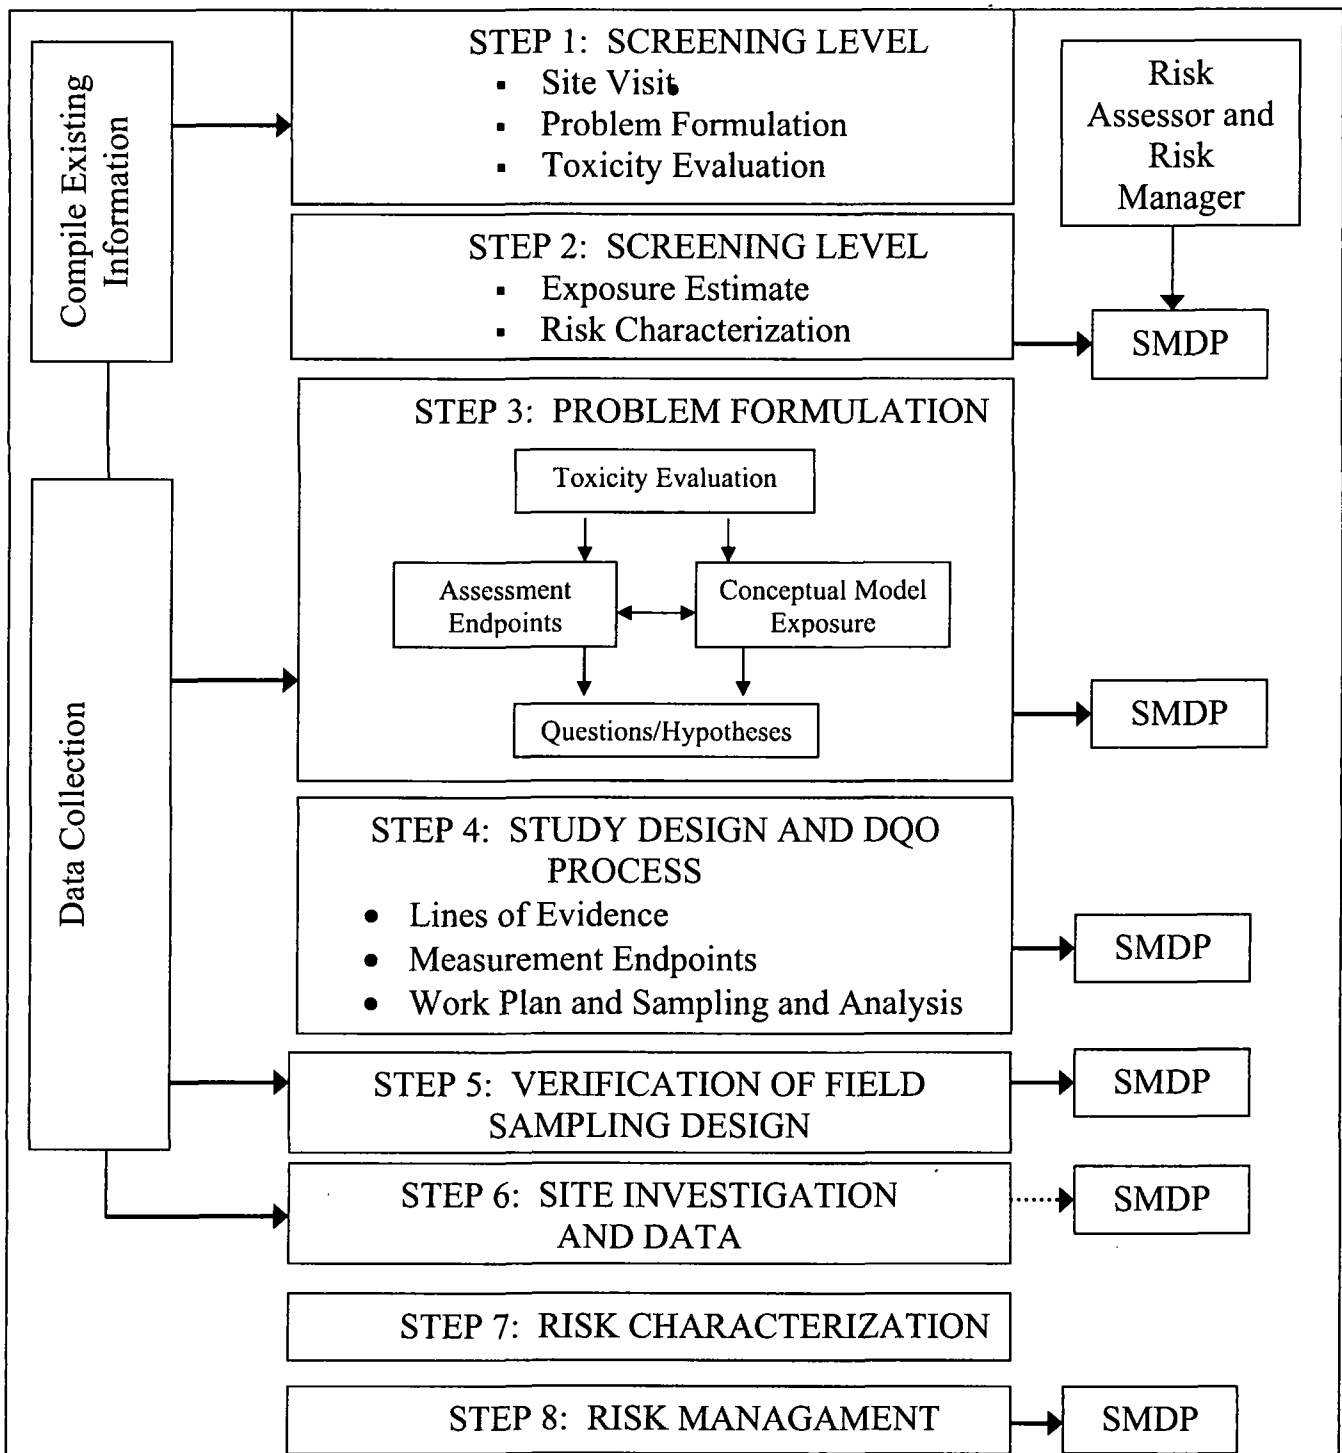 STEP 1: SCREENING LEVEL
▪ Site Visit
▪ Problem Formulation
▪ Toxicity Evaluation
Compile Existing
Information
Risk
Assessor and
Risk
Manager
STEP 2: SCREENING LEVEL
▪ Exposure Estimate
▪ Risk Characterization
SMDP
STEP 3: PROBLEM FORMULATION
Toxicity Evaluation
Assessment
Endpoints
Conceptual Model
Exposure
Questions/Hypotheses
SMDP
Data Collection
STEP 4: STUDY DESIGN AND DQO
PROCESS
• Lines of Evidence
• Measurement Endpoints
• Work Plan and Sampling and Analysis
SMDP
STEP 5: VERIFICATION OF FIELD
SAMPLING DESIGN
SMDP
STEP 6: SITE INVESTIGATION
AND DATA
SMDP
STEP 7: RISK CHARACTERIZATION
STEP 8: RISK MANAGAMENT
SMDP